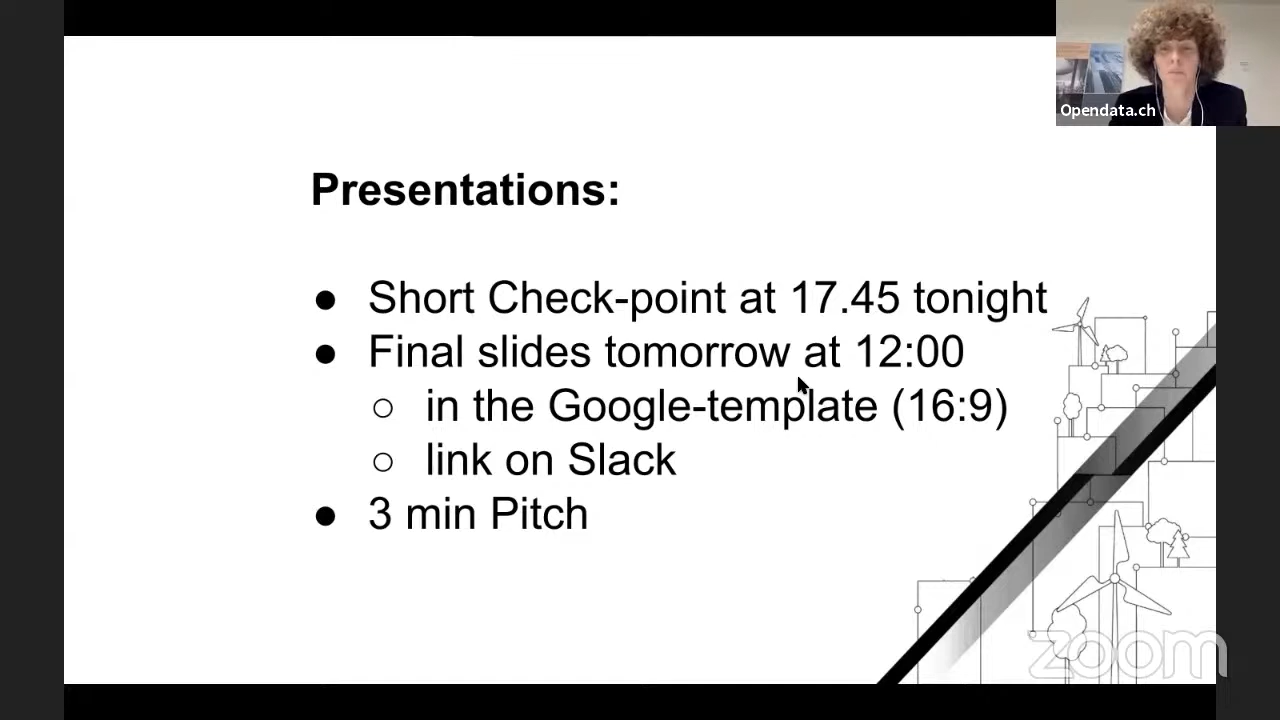 Opendata.ch
Presentations:
● Short Check-point at 17.45 tonight
● Final slides tomorrow at 12:00
○ in the Google-template (16:9)
○ link on Slack
● 3 min Pitch
zoom